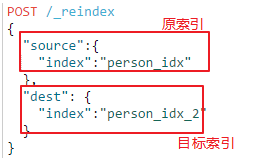 POST /_reindex
{
原索引
"source":{
"index":"person_idx"
},
"dest": {
"index":"person_idx_2"
}
目标索引
}